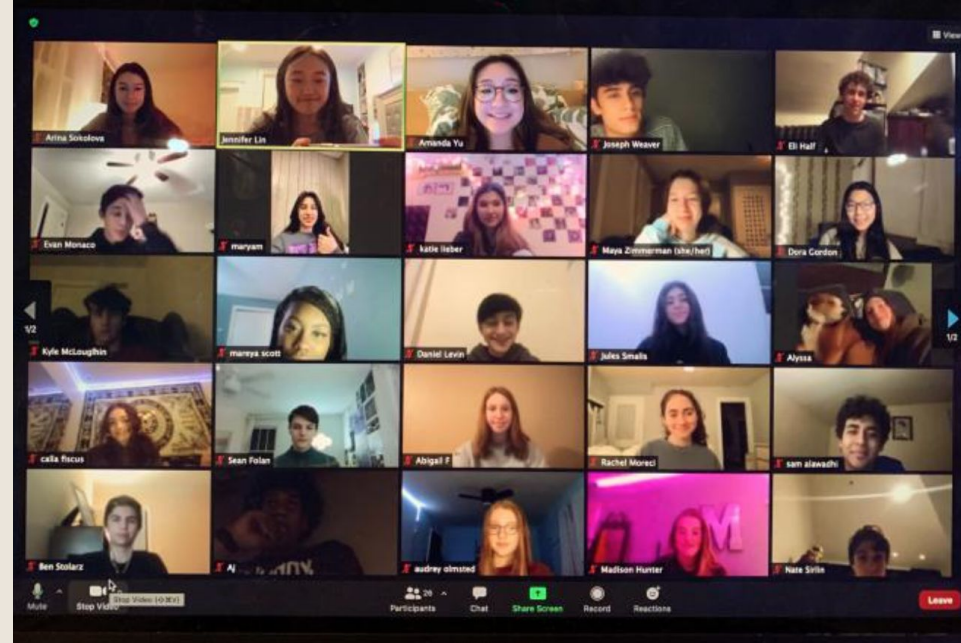 View
Arina Sokolova
Jennifer Lin
Amanda Yu
Joseph Weaver
Eli Half
Evan Monaco
maryam
katie lieber
Maya Zimmerman (she/her)
Dora Gordon
1/2
1/2
Kyle McLouglhin
mareya scott
Daniel Levin
Jules Smalls
Alyssa
calla fiscus
Sean Folan
Abigail F
Rachel Moreci
sam alawadhi
Ben Stolarz
Aj
audrey olmsted
Madison Hunter
Nate Sirlin
M
Mute
Stop Video
Stop Video (⇧⌘V)
Participants
26
Chat
Share Screen
Record
Reactions
Leave